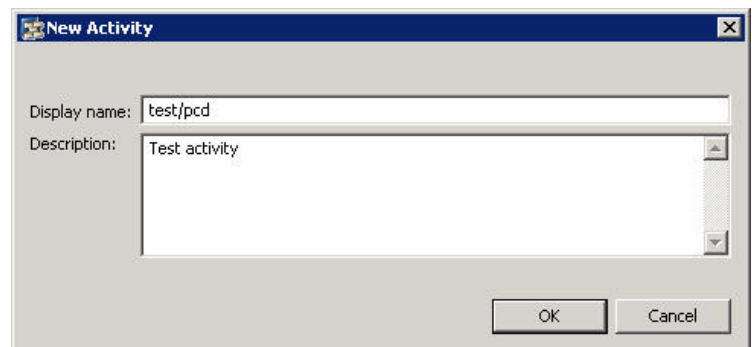 New Activity
Display name: test/pcd
Description: Test activity
OK Cancel